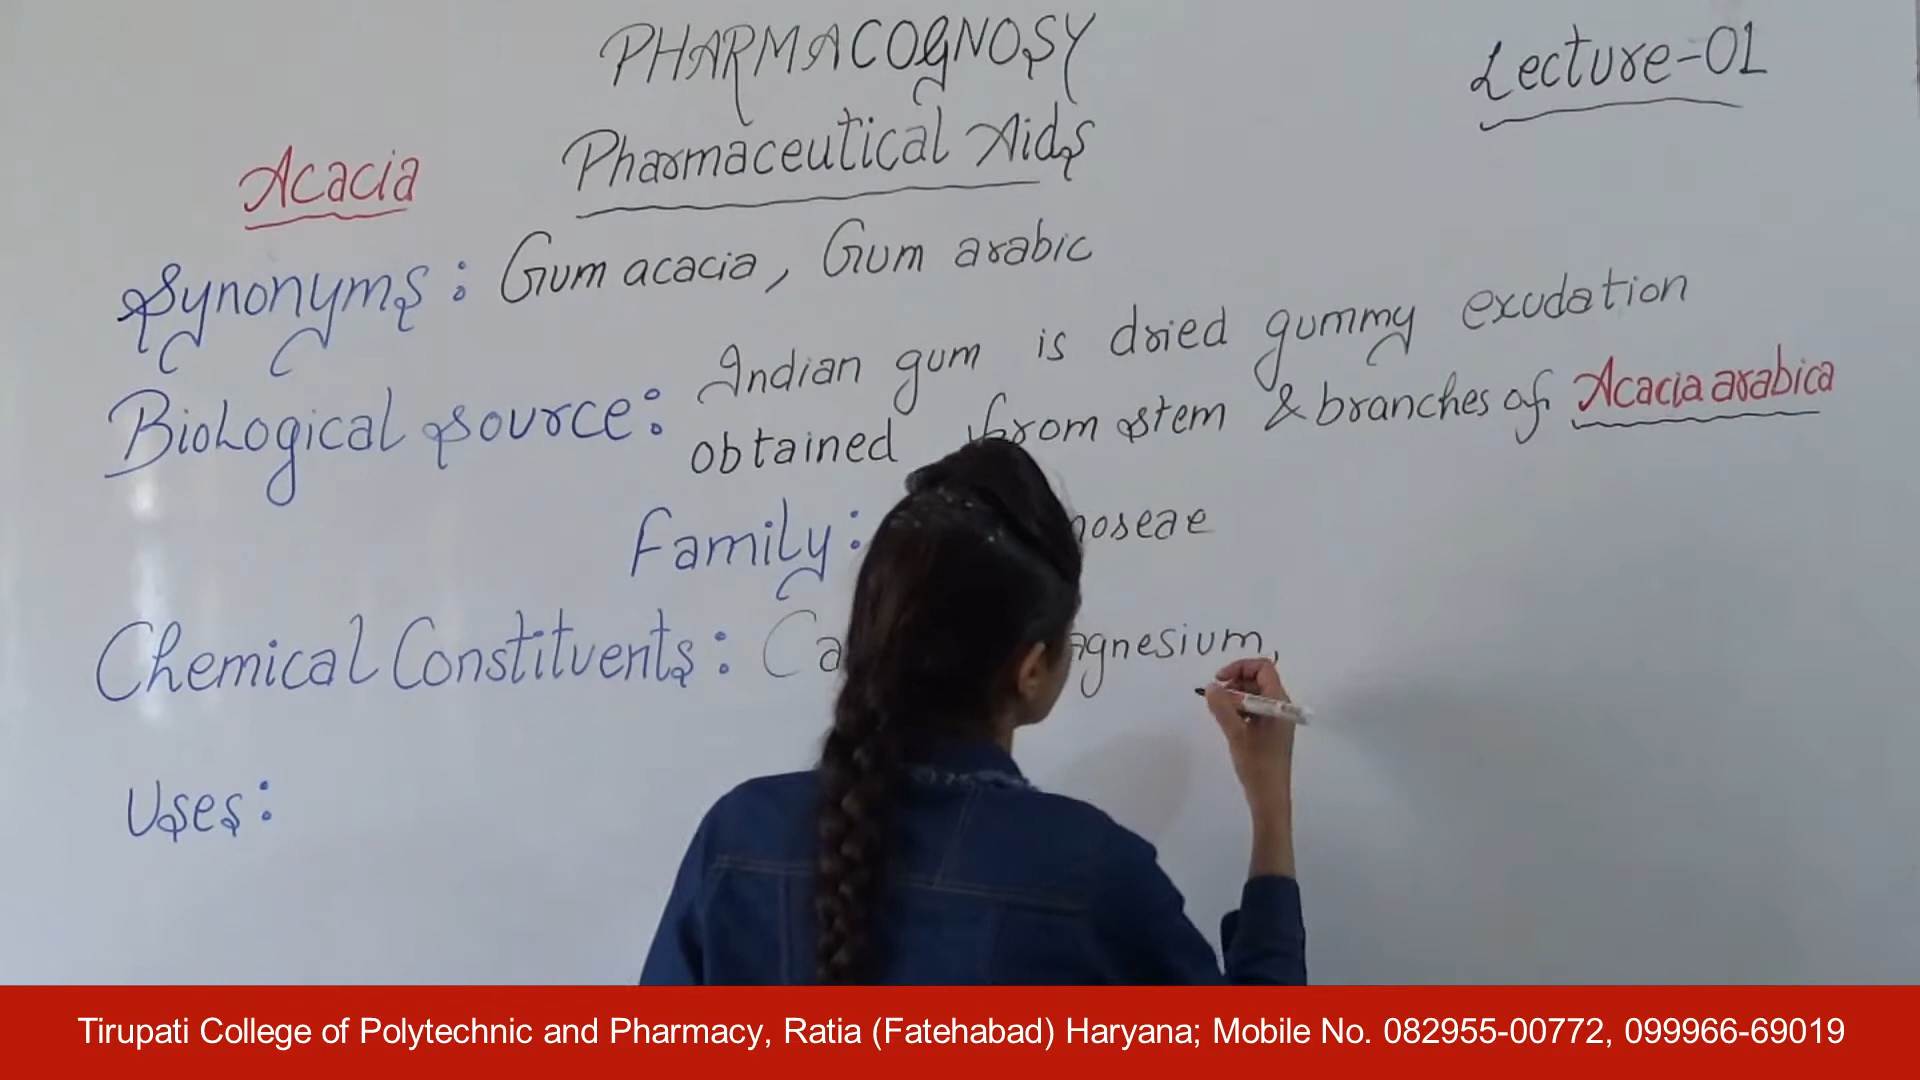 PHARMACOGNOSY
Lecture-01
Pharmaceutical Aids
Acacia
Synonyms: Gum acacia, Gum arabic
Biological source: Indian gum is dried gummy exudation
obtained from stem & branches of Acacia arabica
Family:
Chemical Constituents: agnesium,
Uses:
Tirupati College of Polytechnic and Pharmacy, Ratia (Fatehabad) Haryana; Mobile No. 082955-00772, 099966-69019